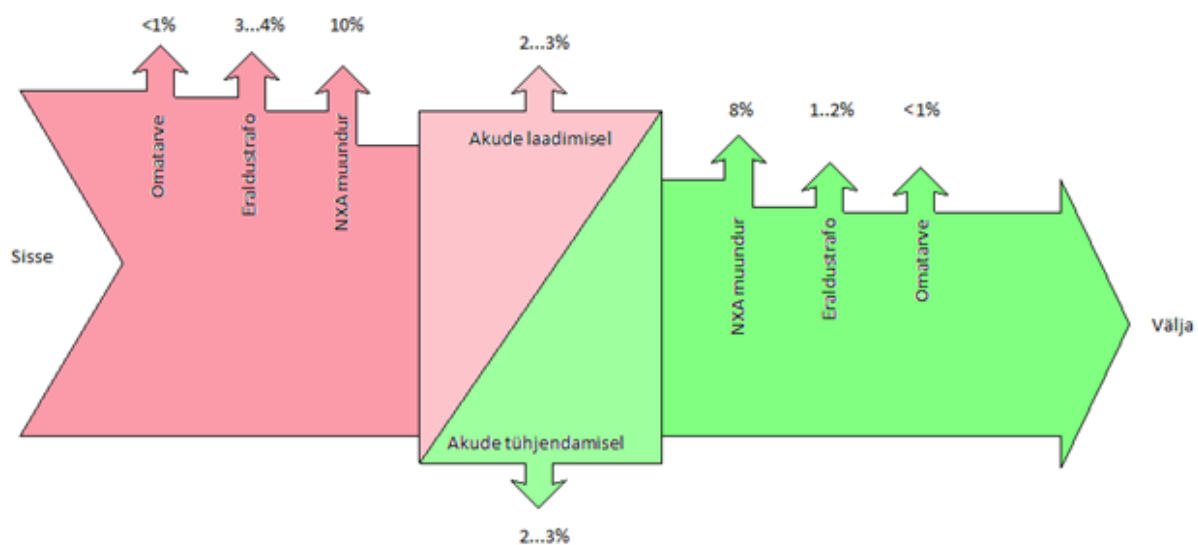 <1%
3...4%
10%
2...3%
Omatarve
Eraldustrafo
NXA muundur
Akude laadimisel
8%
1..2%
<1%
NXA muundur
Eraldustrafo
Omatarve
Sisse
Välja
Akude tühjendamisel
2...3%